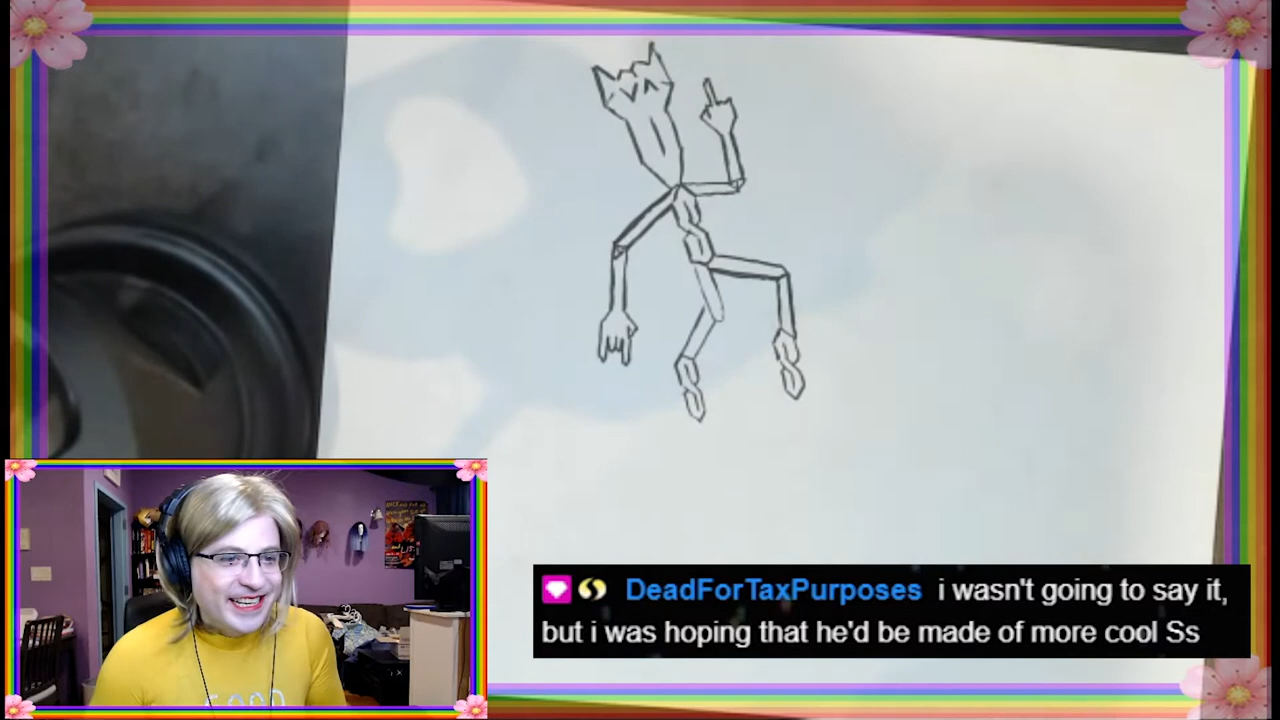 DeadForTaxPurposes i wasn't going to say it,
but i was hoping that he'd be made of more cool Ss